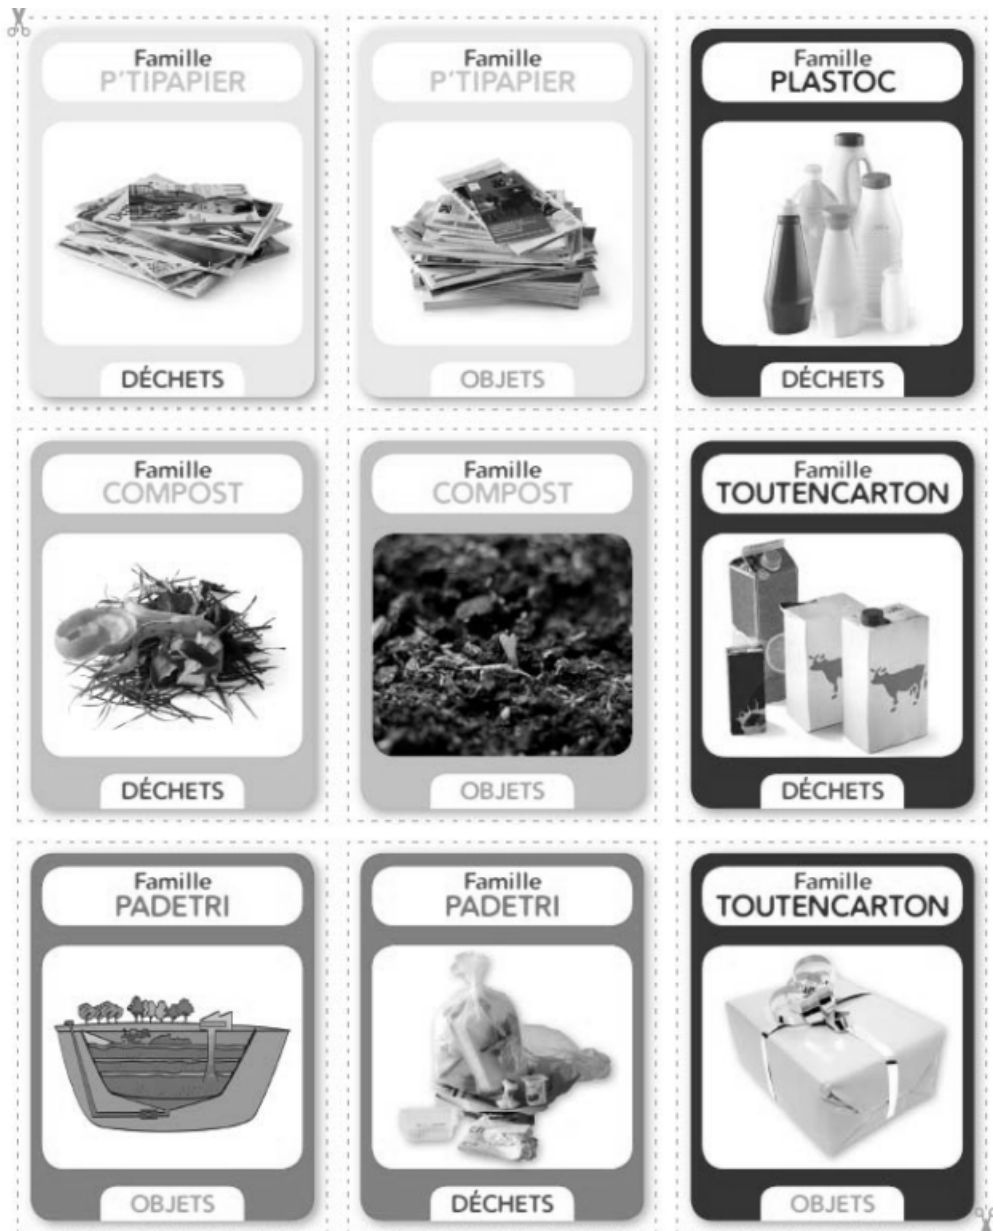 Famille
P'TIPAPIER
DÉCHETS
Famille
P'TIPAPIER
OBJETS
Famille
PLASTOC
DÉCHETS
Famille
COMPOST
DÉCHETS
Famille
COMPOST
OBJETS
Famille
TOUTENCARTON
DÉCHETS
Famille
PADETRI
OBJETS
Famille
PADETRI
DÉCHETS
Famille
TOUTENCARTON
OBJETS